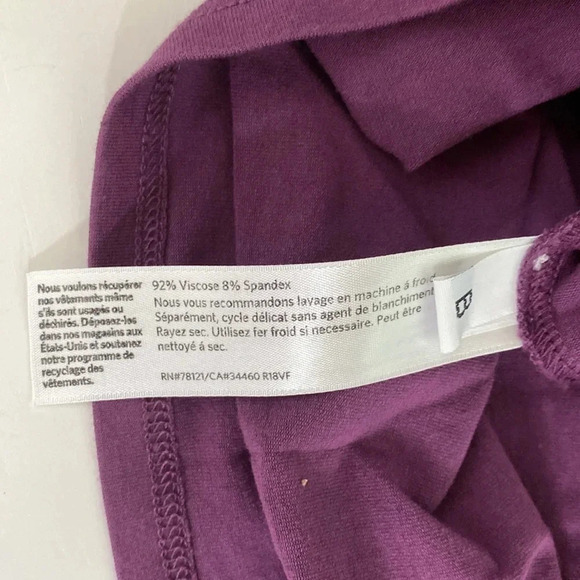 Nous voulons récupérer
nos vêtements même
s'ils sont usagés ou
déchirés. Déposez-les
dans nos magasins aux
États-Unis et soutenez
notre programme de
recyclage des
vêtements.
92% Viscose 8% Spandex
Nous vous recommandons lavage en machine á froid
Séparément, cycle délicat sans agent de blanchiment
Rayez sec. Utilisez fer froid si necessaire. Peut être
nettoyé á sec.
RN#78121/CA#34460 R18VF